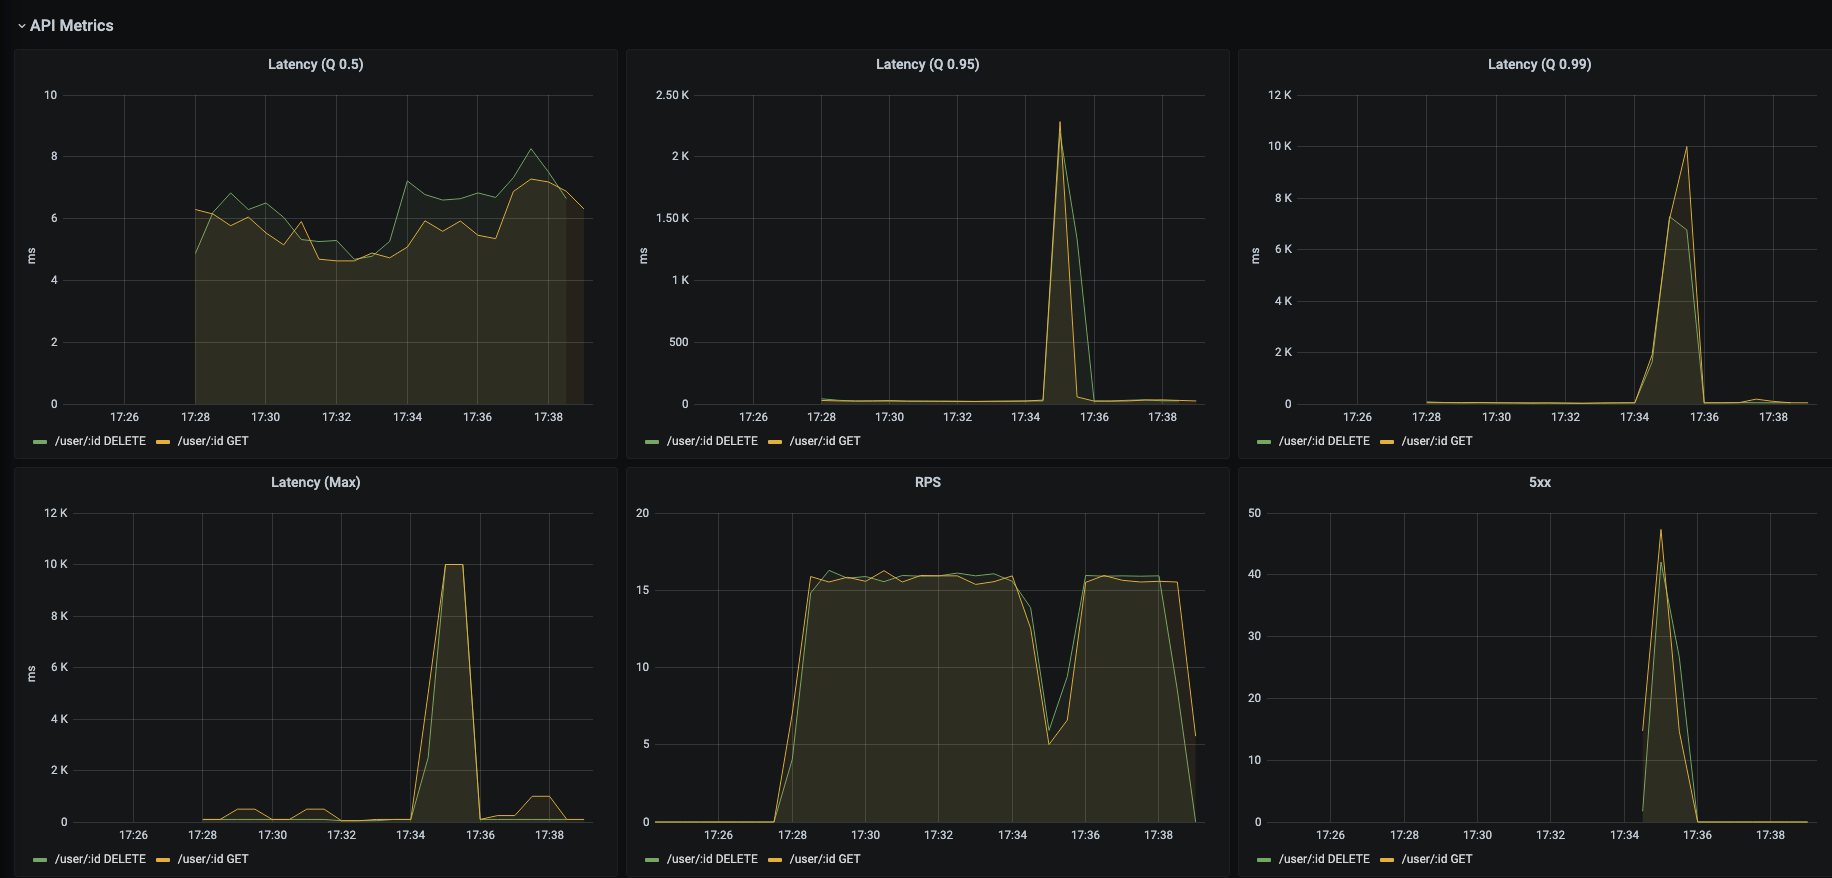 API Metrics
Latency (Q 0.5)
10
8
6
4
2
0
ms
17:26 17:28 17:30 17:32 17:34 17:36 17:38
/user/:id DELETE /user/:id GET
Latency (Q 0.95)
2.50 K
2 K
1.50 K
1 K
500
0
ms
17:26 17:28 17:30 17:32 17:34 17:36 17:38
/user/:id DELETE /user/:id GET
Latency (Q 0.99)
12 K
10 K
8 K
6 K
4 K
2 K
0
ms
17:26 17:28 17:30 17:32 17:34 17:36 17:38
/user/:id DELETE /user/:id GET
Latency (Max)
12 K
10 K
8 K
6 K
4 K
2 K
0
ms
17:26 17:28 17:30 17:32 17:34 17:36 17:38
/user/:id DELETE /user/:id GET
RPS
20
15
10
5
0
17:26 17:28 17:30 17:32 17:34 17:36 17:38
/user/:id DELETE /user/:id GET
5xx
50
40
30
20
10
0
17:26 17:28 17:30 17:32 17:34 17:36 17:38
/user/:id DELETE /user/:id GET